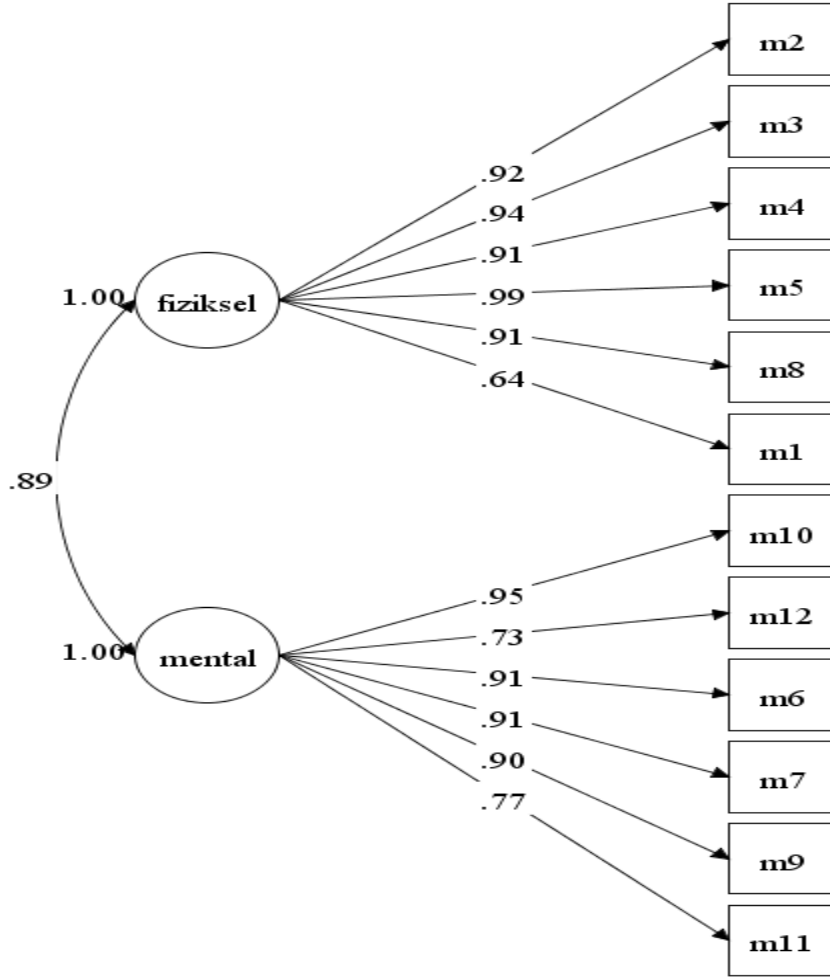 m2
m3
.92
.94
m4
.91
m5
1.00
fiziksel
.99
.91
m8
.64
m1
.89
m10
.95
m12
.73
1.00
mental
.91
m6
.91
m7
.90
.77
m9
m11